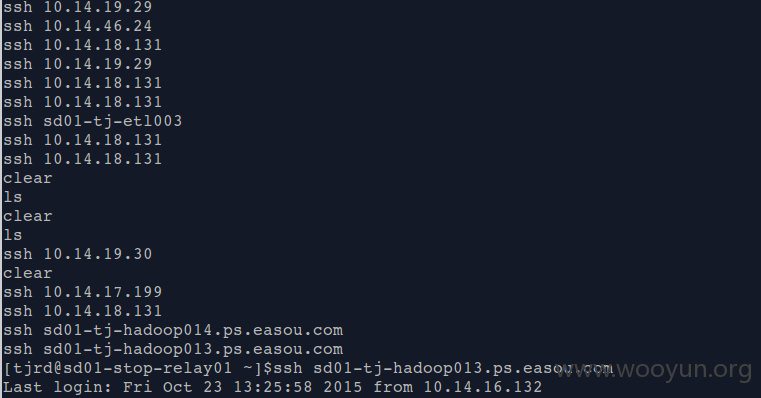 ssh 10.14.19.29
ssh 10.14.46.24
ssh 10.14.18.131
ssh 10.14.19.29
ssh 10.14.18.131
ssh 10.14.18.131
ssh sd01-tj-etl003
ssh 10.14.18.131
ssh 10.14.18.131
clear
ls
clear
ls
ssh 10.14.19.30
clear
ssh 10.14.17.199
ssh 10.14.18.131
ssh sd01-tj-hadoop014.ps.easou.com
ssh sd01-tj-hadoop013.ps.easou.com
[tjrd@sd01-stop-relay01 ~]$ssh sd01-tj-hadoop013.ps.easou.com
www.wooyun.org
Last login: Fri Oct 23 13:25:58 2015 from 10.14.16.132